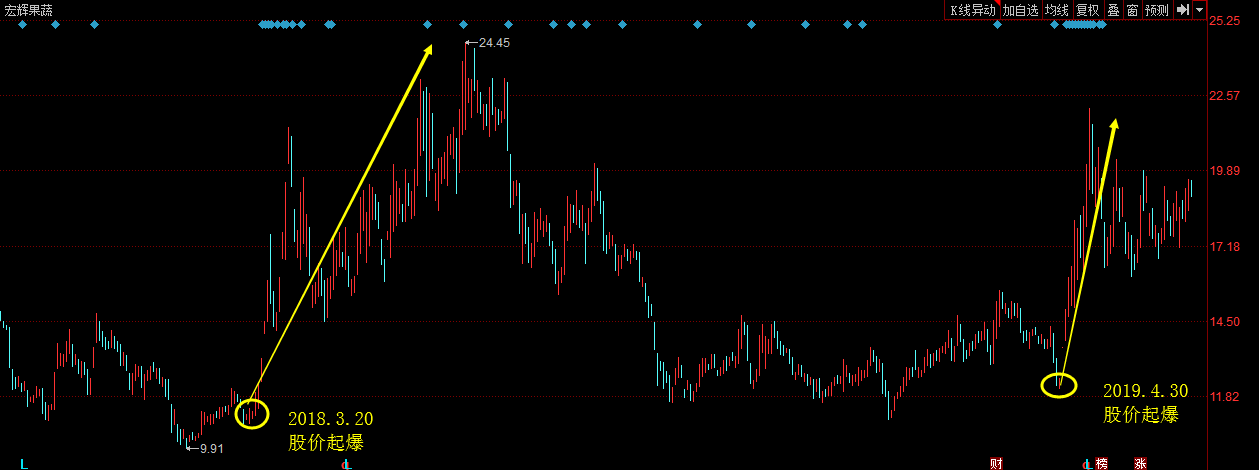 宏辉果蔬
K线异动 加自选 均线 复权 叠 窗 预测
25.25
24.45
22.57
19.89
17.18
14.50
11.82
2018.3.20
股价起爆
2019.4.30
股价起爆
9.91
L
财
榜
涨